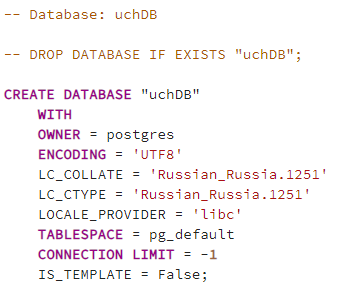 -- Database: uchDB
-- DROP DATABASE IF EXISTS "uchDB";
CREATE DATABASE "uchDB"
WITH
OWNER = postgres
ENCODING = 'UTF8'
LC_COLLATE = 'Russian_Russia.1251'
LC_CTYPE = 'Russian_Russia.1251'
LOCALE_PROVIDER = 'libc'
TABLESPACE = pg_default
CONNECTION LIMIT = -1
IS_TEMPLATE = False;